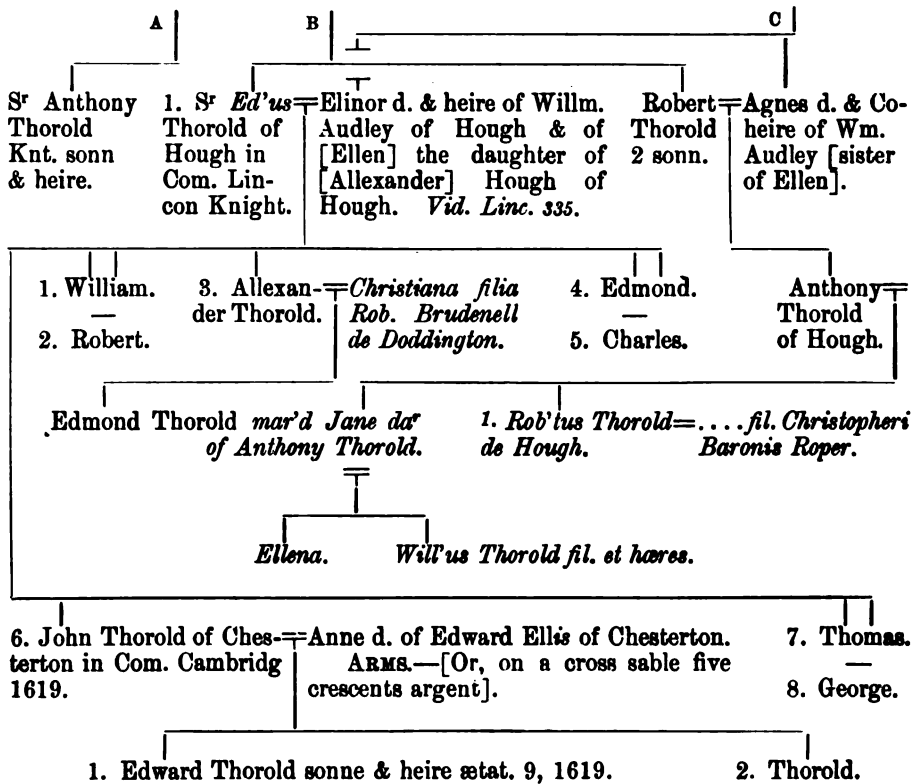 A B C
Sr Anthony
Thorold
Knt. sonn
& heire.
1. Sr Ed'us
Thorold of
Hough in
Com. Lin-
con Knight.
Elinor d. & heire of Willm.
Audley of Hough & of
[Ellen] the daughter of
[Allexander] Hough of
Hough. Vid. Linc. 335.
Robert
Thorold
2 sonn.
Agnes d. & Co-
heire of Wm.
Audley [sister
of Ellen].
1. William.
—
2. Robert.
3. Allexan-
der Thorold.
Christiana filia
Rob. Brudenell
de Doddington.
4. Edmond.
—
5. Charles.
Anthony
Thorold
of Hough.
Edmond Thorold mar'd Jane dar
of Anthony Thorold.
1. Rob'tus Thorold=....fil. Christopheri
de Hough. Baronis Roper.
Ellena. Will'us Thorold fil. et hæres.
6. John Thorold of Ches-
terton in Com. Cambridg
1619.
Anne d. of Edward Ellis of Chesterton.
ARMS.—[Or, on a cross sable five
crescents argent].
7. Thomas.
—
8. George.
1. Edward Thorold sonne & heire ætat. 9, 1619. 2. Thorold.